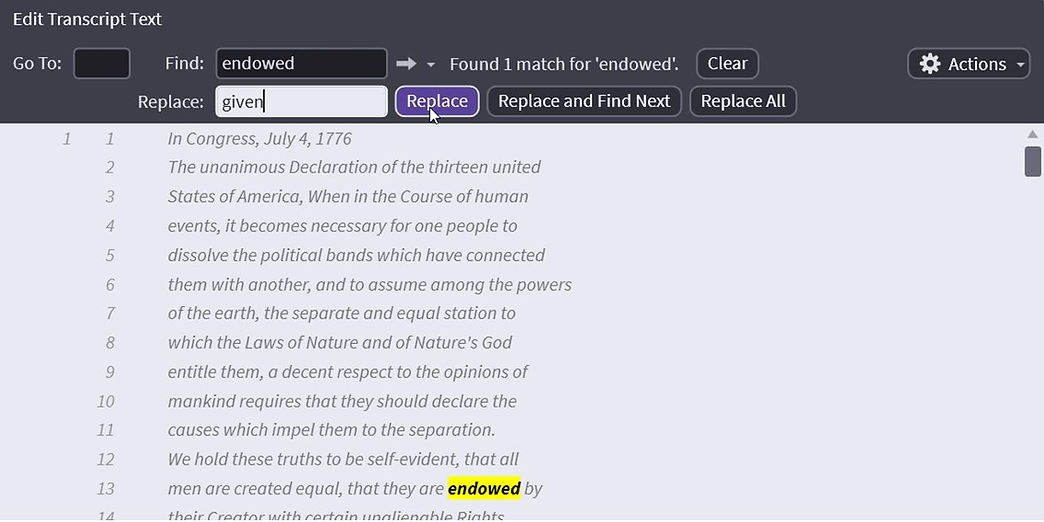 Edit Transcript Text
Go To: Find: endowed Found 1 match for 'endowed'. Clear Actions
Replace: given Replace Replace and Find Next Replace All
1 1 In Congress, July 4, 1776
2 The unanimous Declaration of the thirteen united
3 States of America, When in the Course of human
4 events, it becomes necessary for one people to
5 dissolve the political bands which have connected
6 them with another, and to assume among the powers
7 of the earth, the separate and equal station to
8 which the Laws of Nature and of Nature's God
9 entitle them, a decent respect to the opinions of
10 mankind requires that they should declare the
11 causes which impel them to the separation.
12 We hold these truths to be self-evident, that all
13 men are created equal, that they are endowed by
14 their Creator with certain unalienable Rights